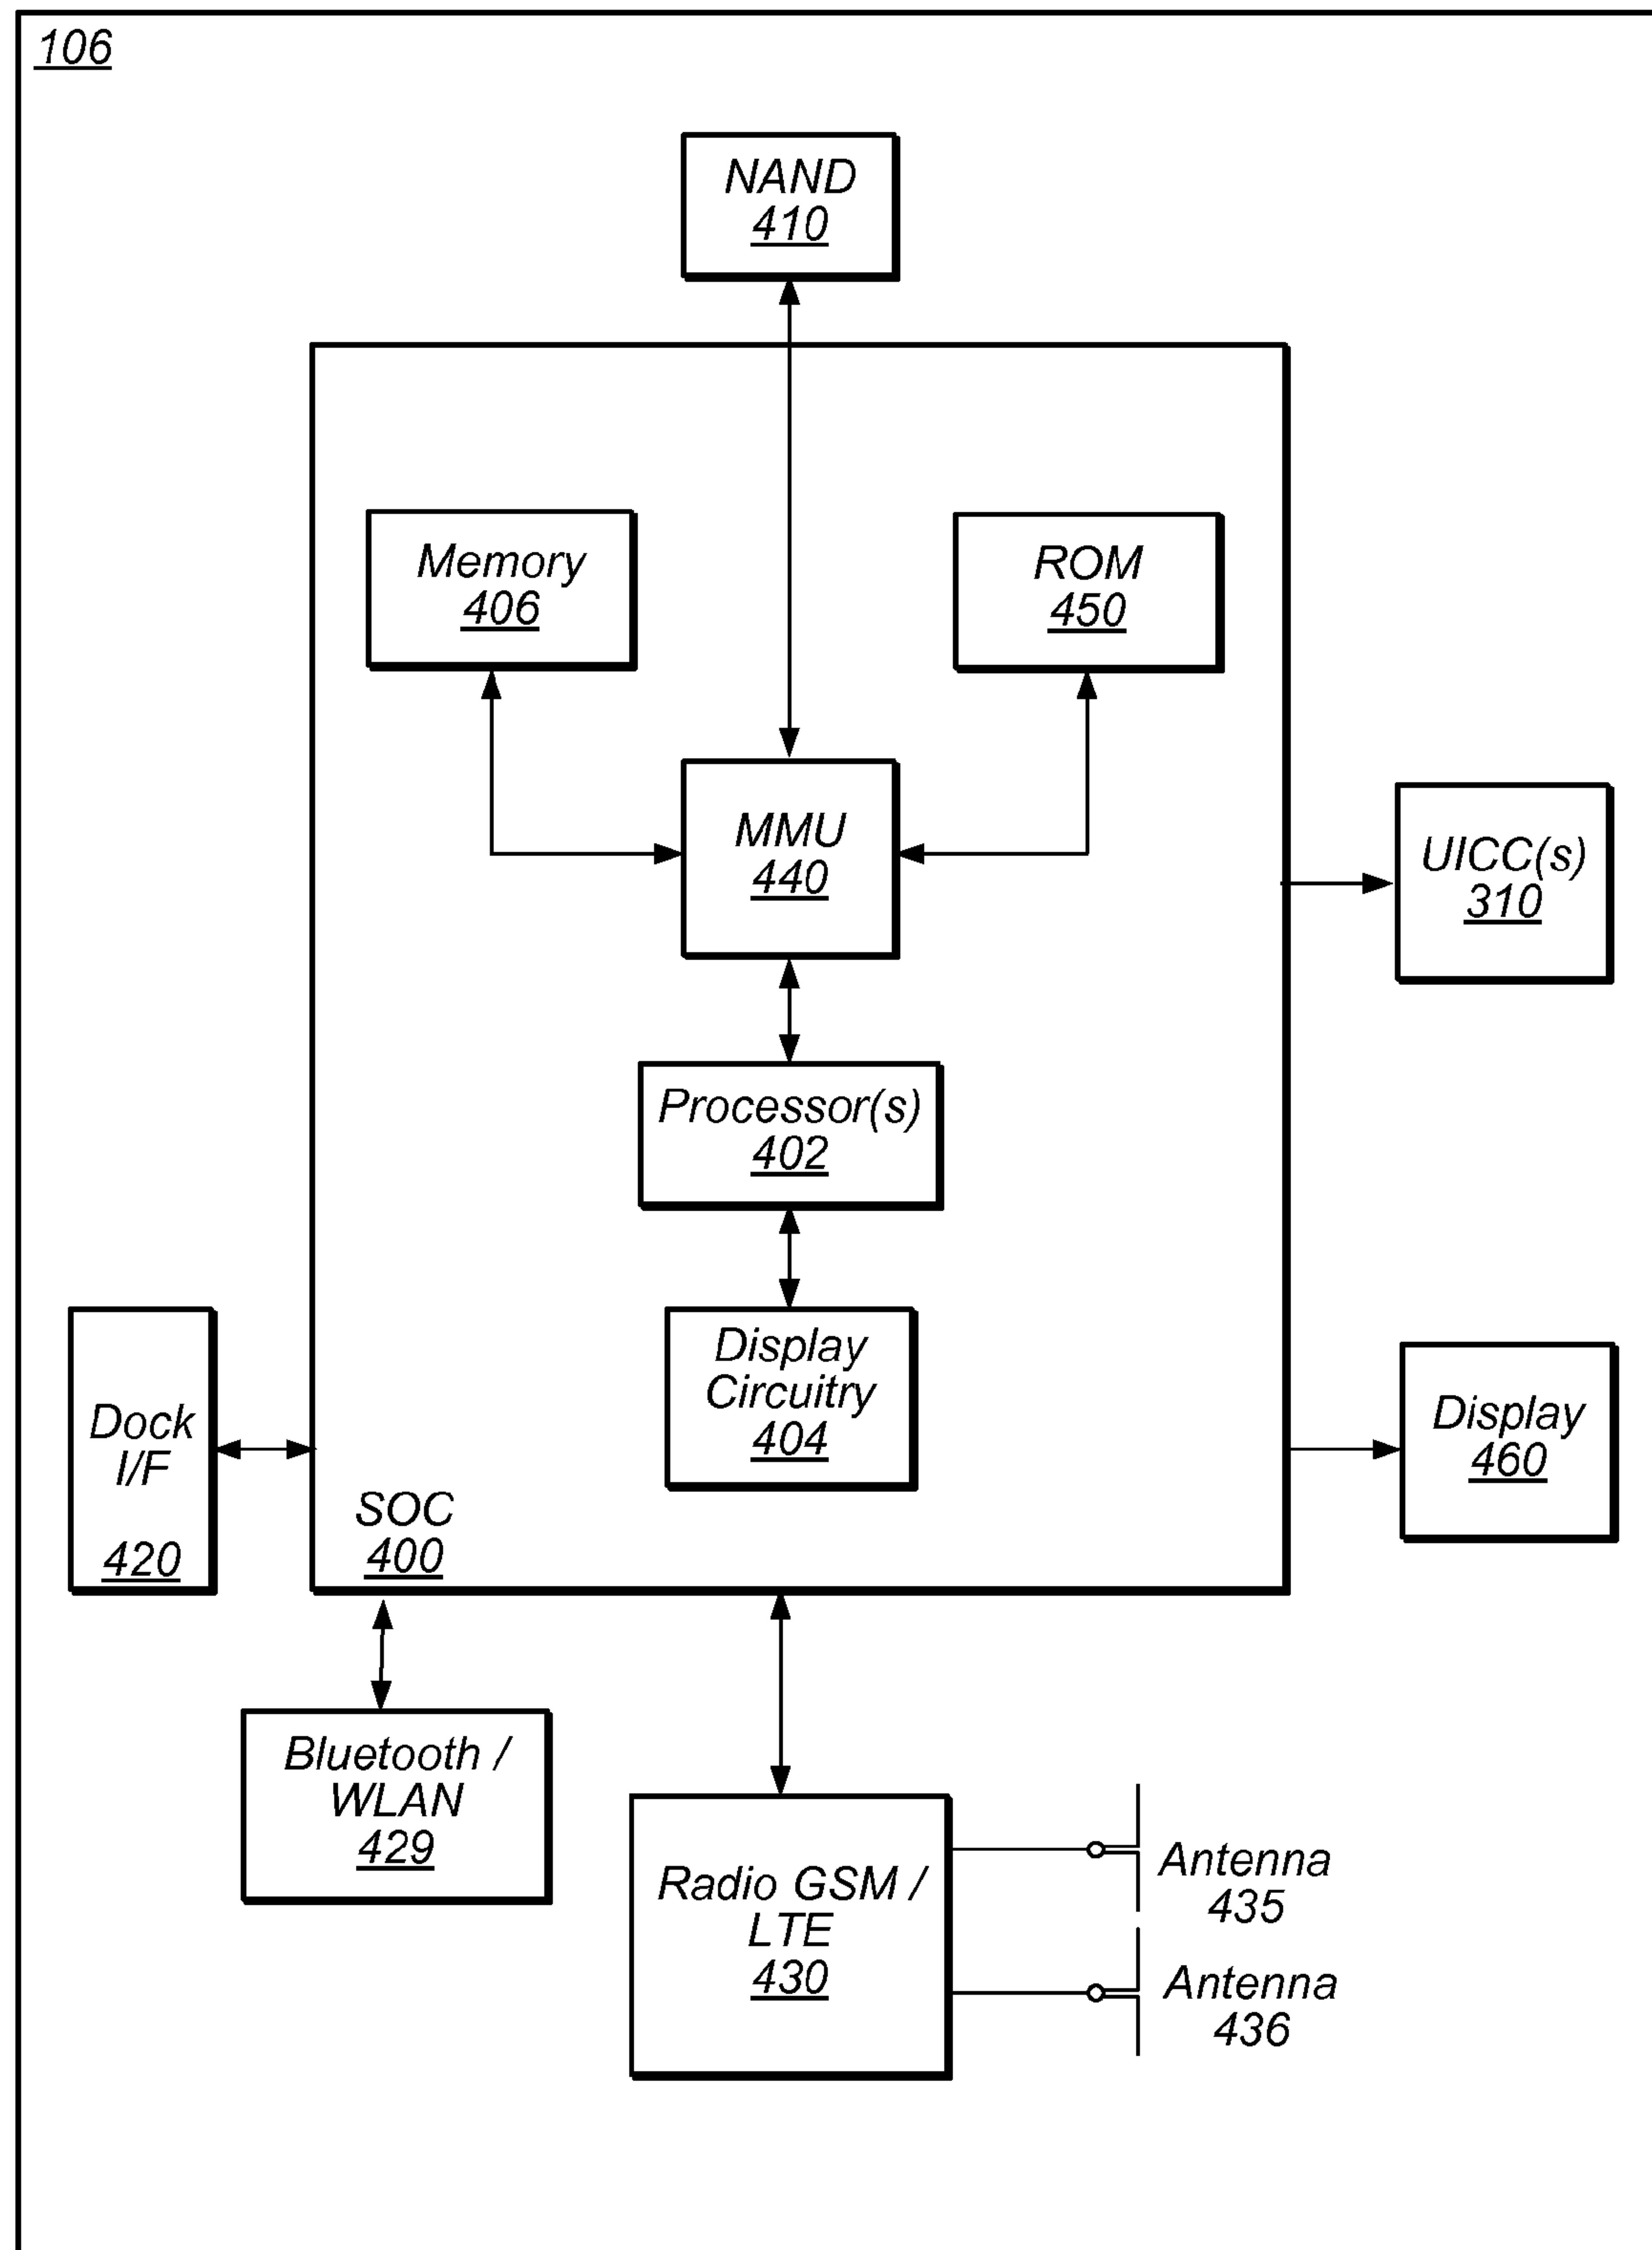 106
NAND
410
Memory
406
ROM
450
MMU
440
UICC(s)
310
Processor(s)
402
Display
Circuitry
404
Dock
I/F
420
Display
460
SOC
400
Bluetooth /
WLAN
429
Radio GSM /
LTE
430
Antenna
435
Antenna
436